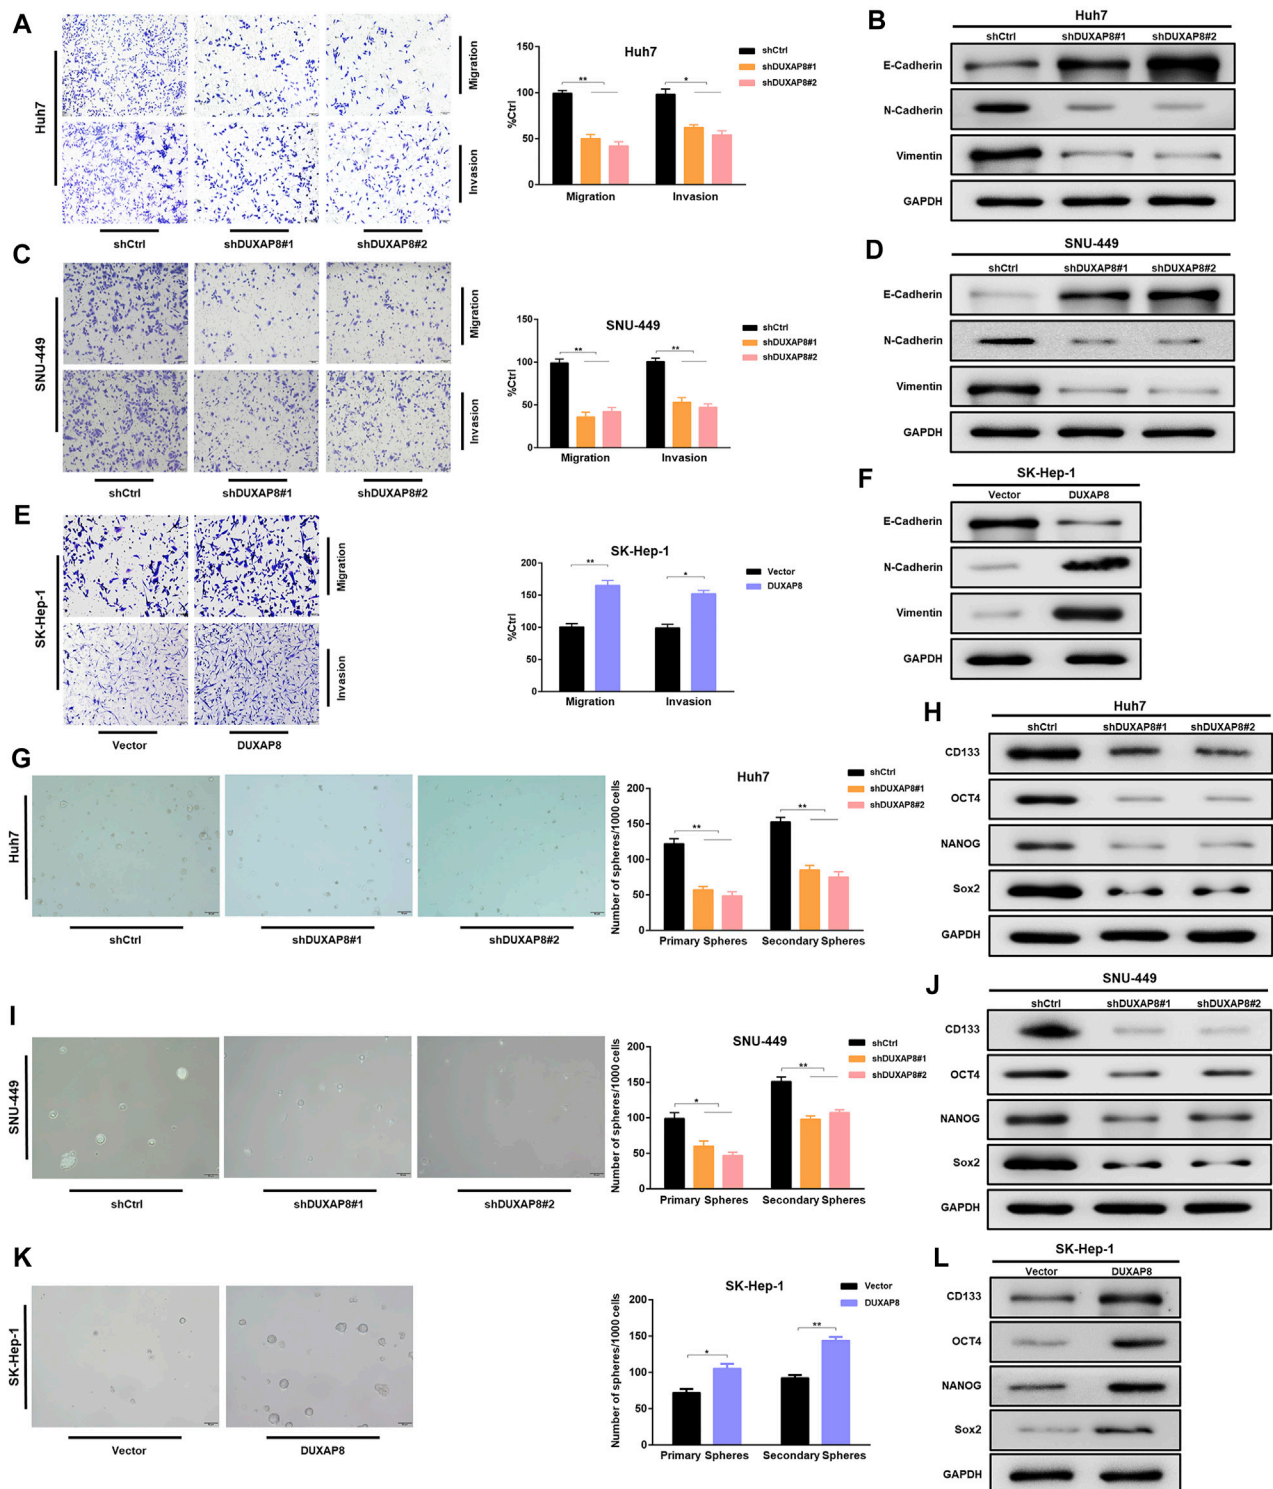 A
Huh7
Migration
Invasion
shCtrl
shDUXAP8#1
shDUXAP8#2
Huh7
shCtrl
shDUXAP8#1
shDUXAP8#2
%Ctrl
150
100
50
0
**
*
Migration
Invasion
B
Huh7
shCtrl
shDUXAP8#1
shDUXAP8#2
E-Cadherin
N-Cadherin
Vimentin
GAPDH
C
SNU-449
Migration
Invasion
shCtrl
shDUXAP8#1
shDUXAP8#2
SNU-449
shCtrl
shDUXAP8#1
shDUXAP8#2
%Ctrl
150
100
50
0
**
**
Migration
Invasion
D
SNU-449
shCtrl
shDUXAP8#1
shDUXAP8#2
E-Cadherin
N-Cadherin
Vimentin
GAPDH
E
SK-Hep-1
Migration
Invasion
Vector
DUXAP8
SK-Hep-1
Vector
DUXAP8
%Ctrl
200
150
100
50
0
**
*
Migration
Invasion
F
SK-Hep-1
Vector
DUXAP8
E-Cadherin
N-Cadherin
Vimentin
GAPDH
G
Huh7
shCtrl
shDUXAP8#1
shDUXAP8#2
Huh7
shCtrl
shDUXAP8#1
shDUXAP8#2
Number of spheres/1000 cells
200
150
100
50
0
**
**
Primary Spheres
Secondary Spheres
H
Huh7
shCtrl
shDUXAP8#1
shDUXAP8#2
CD133
OCT4
NANOG
Sox2
GAPDH
I
SNU-449
shCtrl
shDUXAP8#1
shDUXAP8#2
SNU-449
shCtrl
shDUXAP8#1
shDUXAP8#2
Number of spheres/1000 cells
200
150
100
50
0
*
**
Primary Spheres
Secondary Spheres
J
SNU-449
shCtrl
shDUXAP8#1
shDUXAP8#2
CD133
OCT4
NANOG
Sox2
GAPDH
K
SK-Hep-1
Vector
DUXAP8
SK-Hep-1
Vector
DUXAP8
Number of spheres/1000 cells
200
150
100
50
0
*
**
Primary Spheres
Secondary Spheres
L
SK-Hep-1
Vector
DUXAP8
CD133
OCT4
NANOG
Sox2
GAPDH